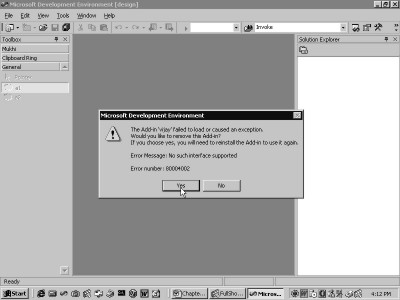 Microsoft Development Environment [design]
File Edit View Tools Window Help
Invoke
Toolbox
Solution Explorer
Mukhi
Clipboard Ring
General
Pointer
a1
Microsoft Development Environment
The Add-in 'vijay' failed to load or caused an exception.
Would you like to remove this Add-in?
If you choose yes, you will need to reinstall the Add-in to use it again.
Error Message: No such interface supported
Error number: 80004002
Yes No
Ready
Start Chapte... FullSho... Micros... 4:12 PM